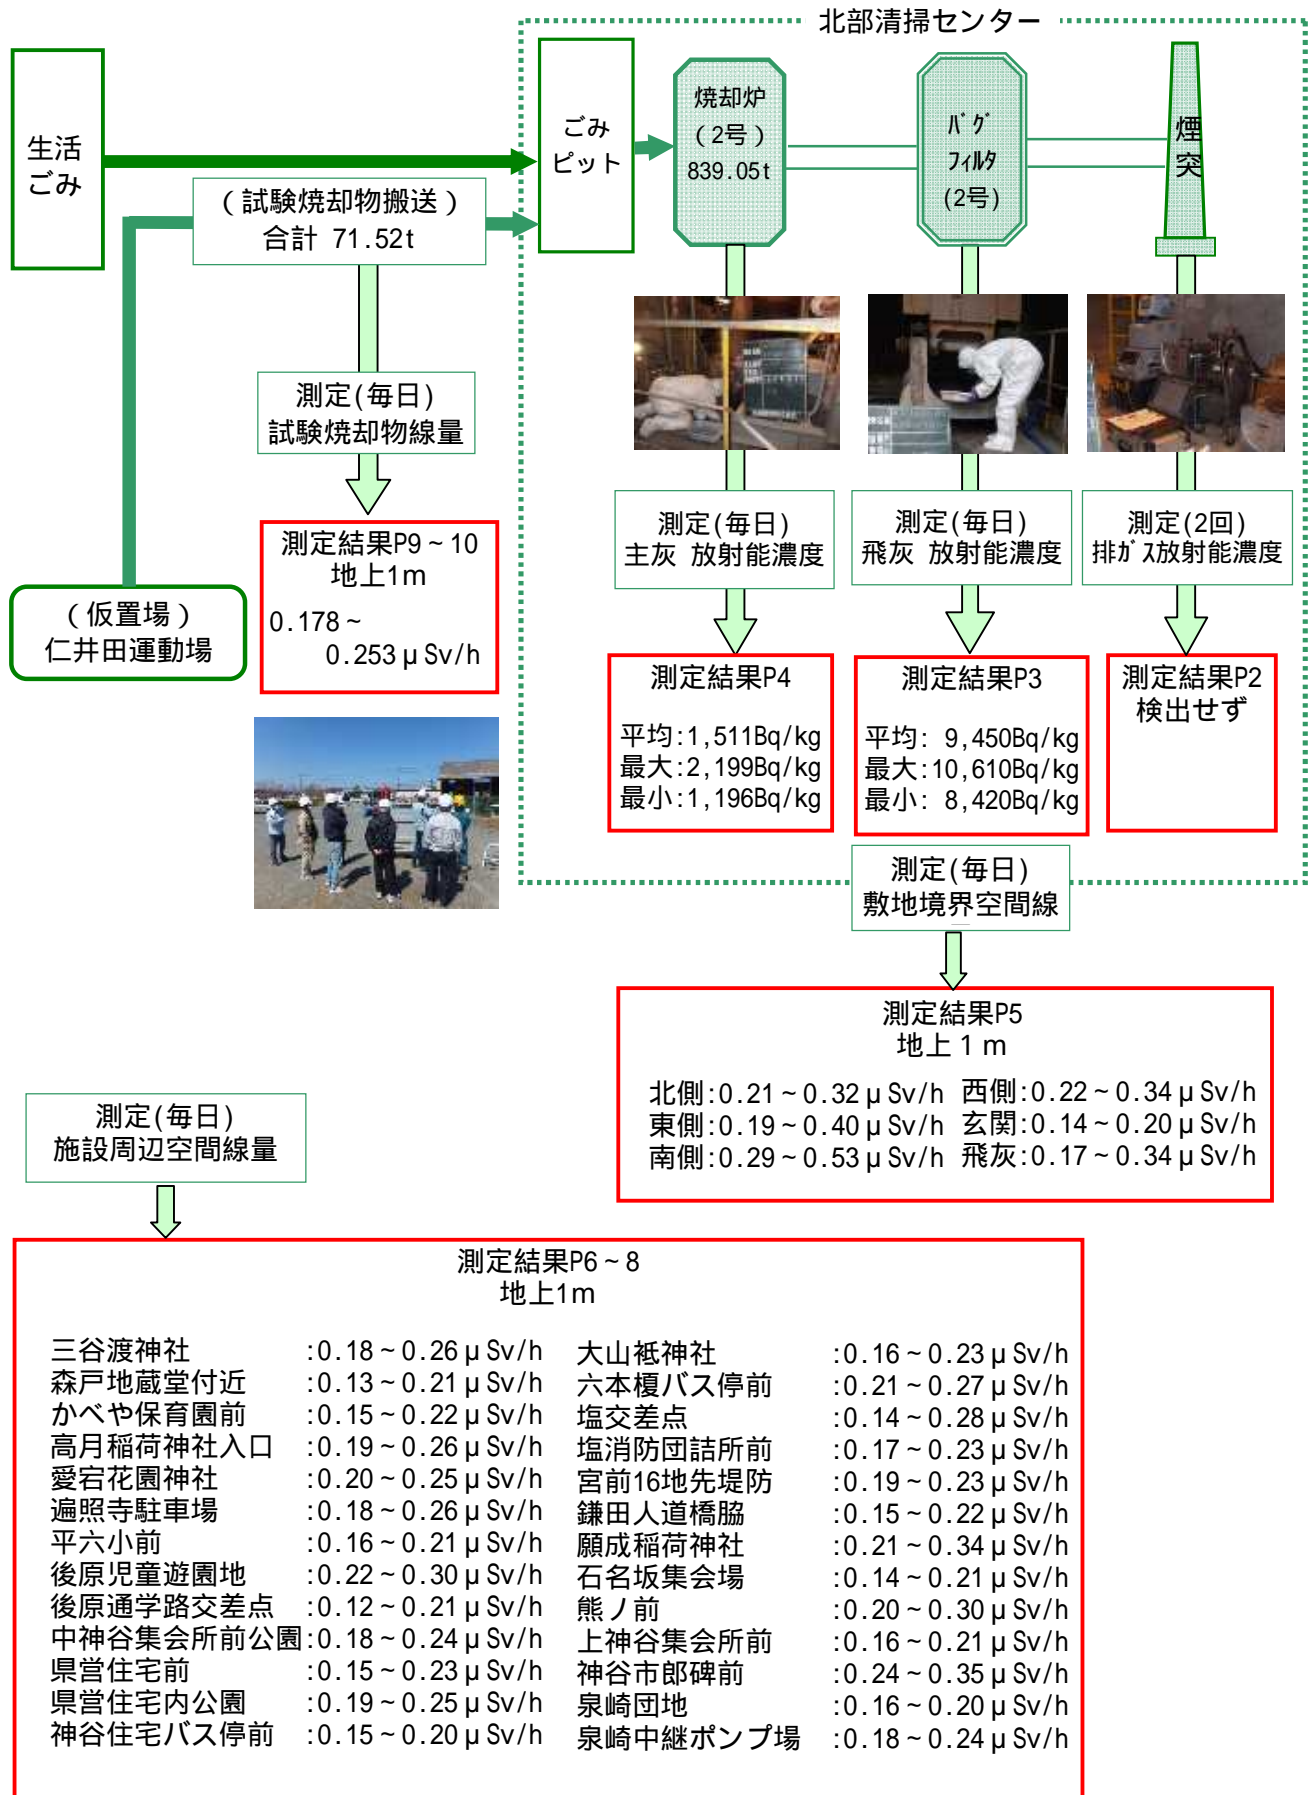 北部清掃センター
生活
ごみ
（試験焼却物搬送）
合計 71.52t
ごみ
ピット
焼却炉
（2号）
839.05t
ﾊﾞｸﾞ
ﾌｨﾙﾀ
(2号)
煙
突
測定(毎日)
試験焼却物線量
測定結果P9～10
地上1m
0.178～
0.253μSv/h
（仮置場）
仁井田運動場
測定(毎日)
主灰 放射能濃度
測定(毎日)
飛灰 放射能濃度
測定(2回)
排ｶﾞｽ放射能濃度
測定結果P4
平均:1,511Bq/kg
最大:2,199Bq/kg
最小:1,196Bq/kg
測定結果P3
平均: 9,450Bq/kg
最大:10,610Bq/kg
最小: 8,420Bq/kg
測定結果P2
検出せず
測定(毎日)
敷地境界空間線
測定結果P5
地上１m
北側:0.21～0.32μSv/h 西側:0.22～0.34μSv/h
東側:0.19～0.40μSv/h 玄関:0.14～0.20μSv/h
南側:0.29～0.53μSv/h 飛灰:0.17～0.34μSv/h
測定(毎日)
施設周辺空間線量
測定結果P6～8
地上1m
三谷渡神社 :0.18～0.26μSv/h 大山祗神社 :0.16～0.23μSv/h
森戸地蔵堂付近 :0.13～0.21μSv/h 六本榎バス停前 :0.21～0.27μSv/h
かべや保育園前 :0.15～0.22μSv/h 塩交差点 :0.14～0.28μSv/h
高月稲荷神社入口 :0.19～0.26μSv/h 塩消防団詰所前 :0.17～0.23μSv/h
愛宕花園神社 :0.20～0.25μSv/h 宮前16地先堤防 :0.19～0.23μSv/h
遍照寺駐車場 :0.18～0.26μSv/h 鎌田人道橋脇 :0.15～0.22μSv/h
平六小前 :0.16～0.21μSv/h 願成稲荷神社 :0.21～0.34μSv/h
後原児童遊園地 :0.22～0.30μSv/h 石名坂集会場 :0.14～0.21μSv/h
後原通学路交差点 :0.12～0.21μSv/h 熊ノ前 :0.20～0.30μSv/h
中神谷集会所前公園:0.18～0.24μSv/h 上神谷集会所前 :0.16～0.21μSv/h
県営住宅前 :0.15～0.23μSv/h 神谷市郎碑前 :0.24～0.35μSv/h
県営住宅内公園 :0.19～0.25μSv/h 泉崎団地 :0.16～0.20μSv/h
神谷住宅バス停前 :0.15～0.20μSv/h 泉崎中継ポンプ場 :0.18～0.24μSv/h